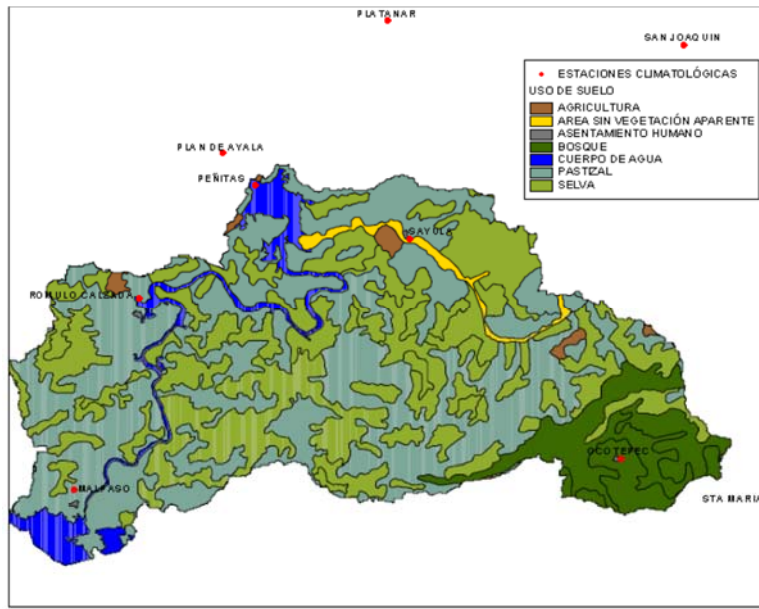 PLATANAR
SAN JOAQUIN
ESTACIONES CLIMATOLÓGICAS
USO DE SUELO
AGRICULTURA
AREA SIN VEGETACIÓN APARENTE
ASENTAMIENTO HUMANO
BOSQUE
CUERPO DE AGUA
PASTIZAL
SELVA
PLAN DE AYALA
PEÑITAS
SAYULA
ROMULO CALZADA
OCOTEPEC
MALPASO
STA MARIA